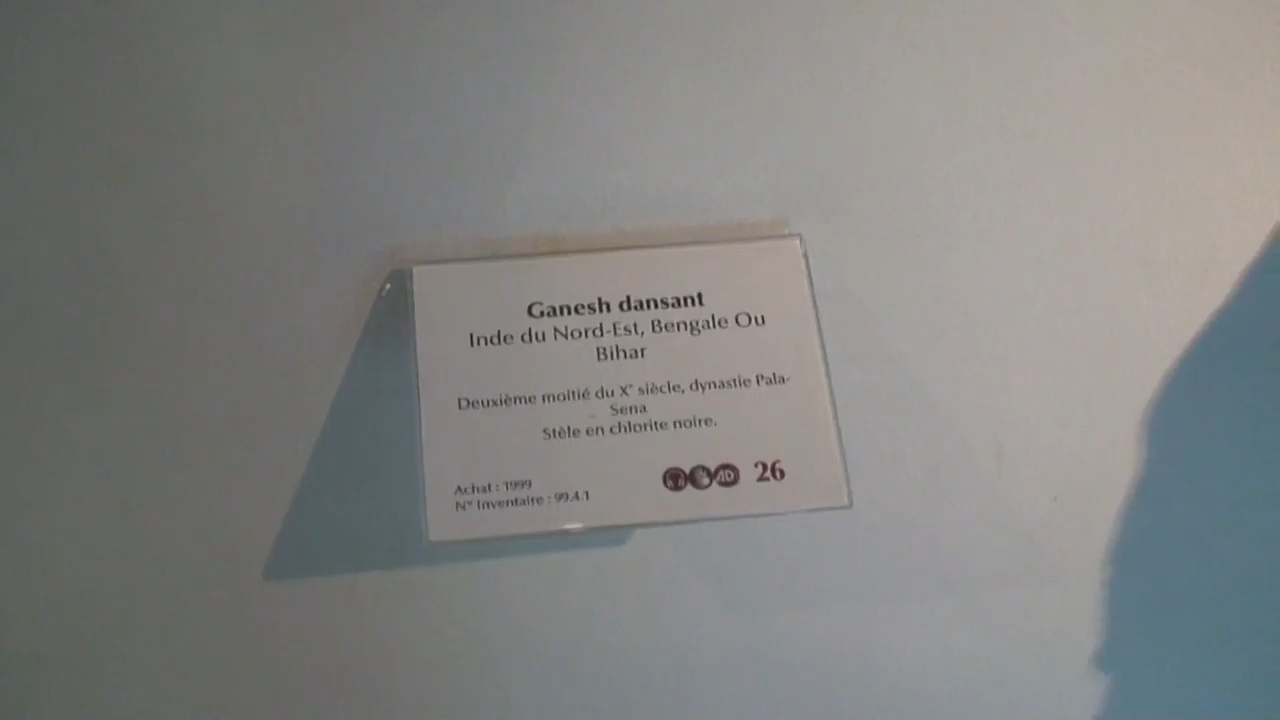 Ganesh dansant
Inde du Nord-Est, Bengale Ou
Bihar
Deuxième moitié du Xe siècle, dynastie Pala-
Sena
Stèle en chlorite noire.
Achat : 1999
N° Inventaire : 99.4.1
26